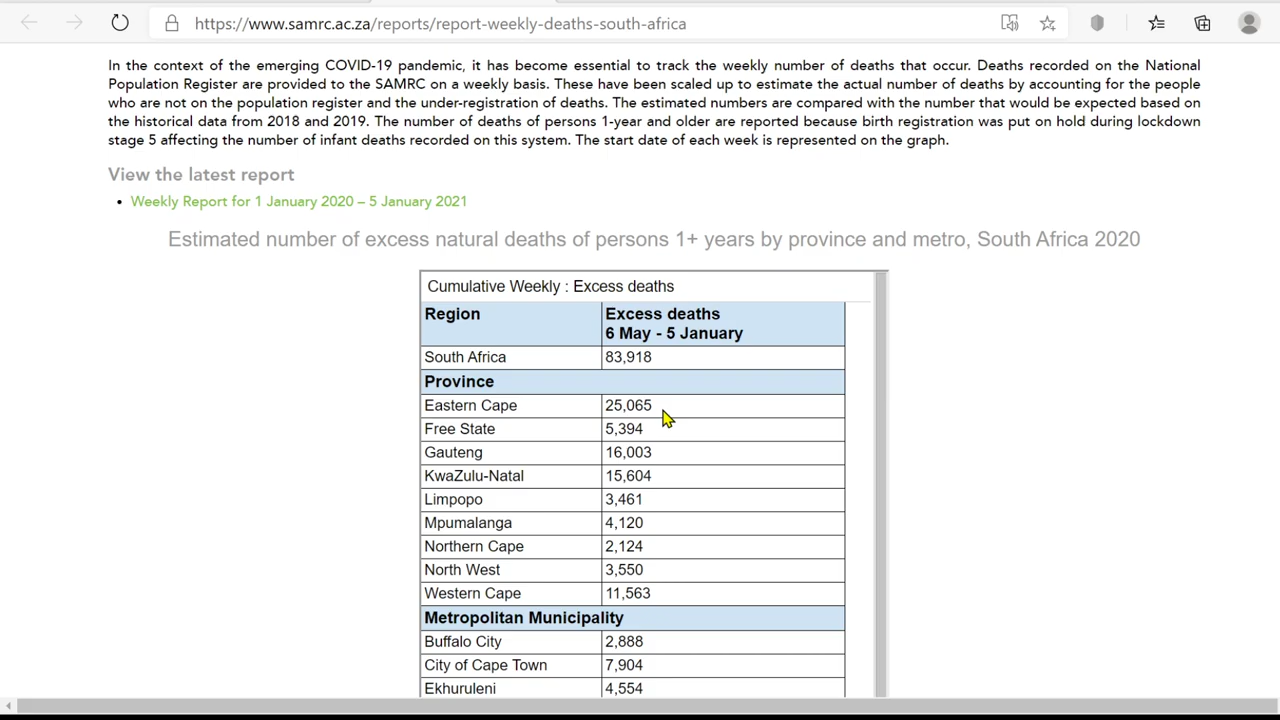 https://www.samrc.ac.za/reports/report-weekly-deaths-south-africa
In the context of the emerging COVID-19 pandemic, it has become essential to track the weekly number of deaths that occur. Deaths recorded on the National
Population Register are provided to the SAMRC on a weekly basis. These have been scaled up to estimate the actual number of deaths by accounting for the people
who are not on the population register and the under-registration of deaths. The estimated numbers are compared with the number that would be expected based on
the historical data from 2018 and 2019. The number of deaths of persons 1-year and older are reported because birth registration was put on hold during lockdown
stage 5 affecting the number of infant deaths recorded on this system. The start date of each week is represented on the graph.
View the latest report
• Weekly Report for 1 January 2020 – 5 January 2021
Estimated number of excess natural deaths of persons 1+ years by province and metro, South Africa 2020
Cumulative Weekly : Excess deaths
Region Excess deaths
6 May - 5 January
South Africa 83,918
Province
Eastern Cape 25,065
Free State 5,394
Gauteng 16,003
KwaZulu-Natal 15,604
Limpopo 3,461
Mpumalanga 4,120
Northern Cape 2,124
North West 3,550
Western Cape 11,563
Metropolitan Municipality
Buffalo City 2,888
City of Cape Town 7,904
Ekhuruleni 4,554